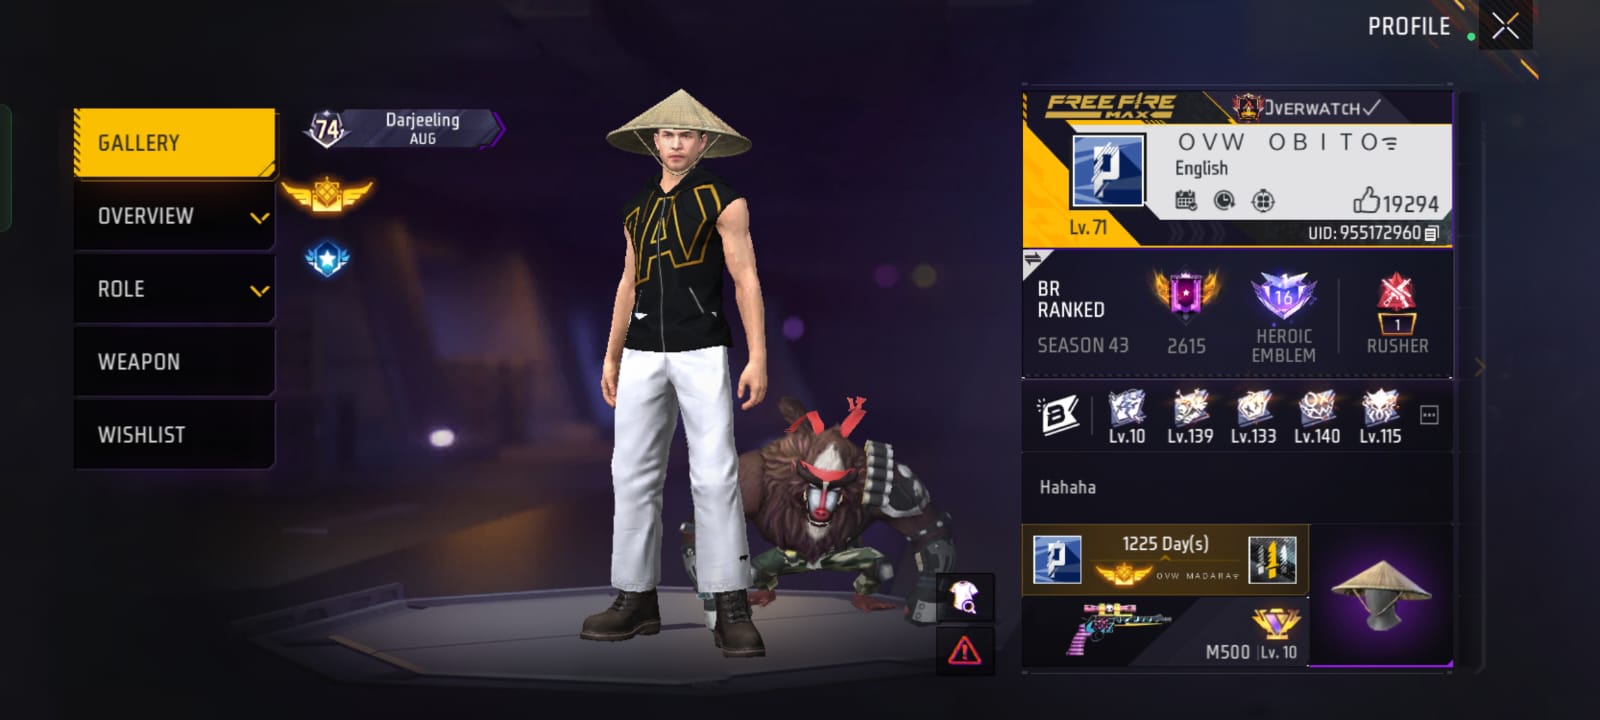 PROFILE
GALLERY
OVERVIEW
ROLE
WEAPON
WISHLIST
74
Darjeeling
AUG
FREE FIRE
MAX
OVERWATCH✓
P
OVW OBITO
English
Lv. 71
19294
UID: 955172960
BR
RANKED
SEASON 43
2615
16
HEROIC
EMBLEM
1
RUSHER
B
Lv.10
Lv.139
Lv.133
Lv.140
Lv.115
Hahaha
P
1225 Day(s)
OVW MADARA
M500
Lv. 10